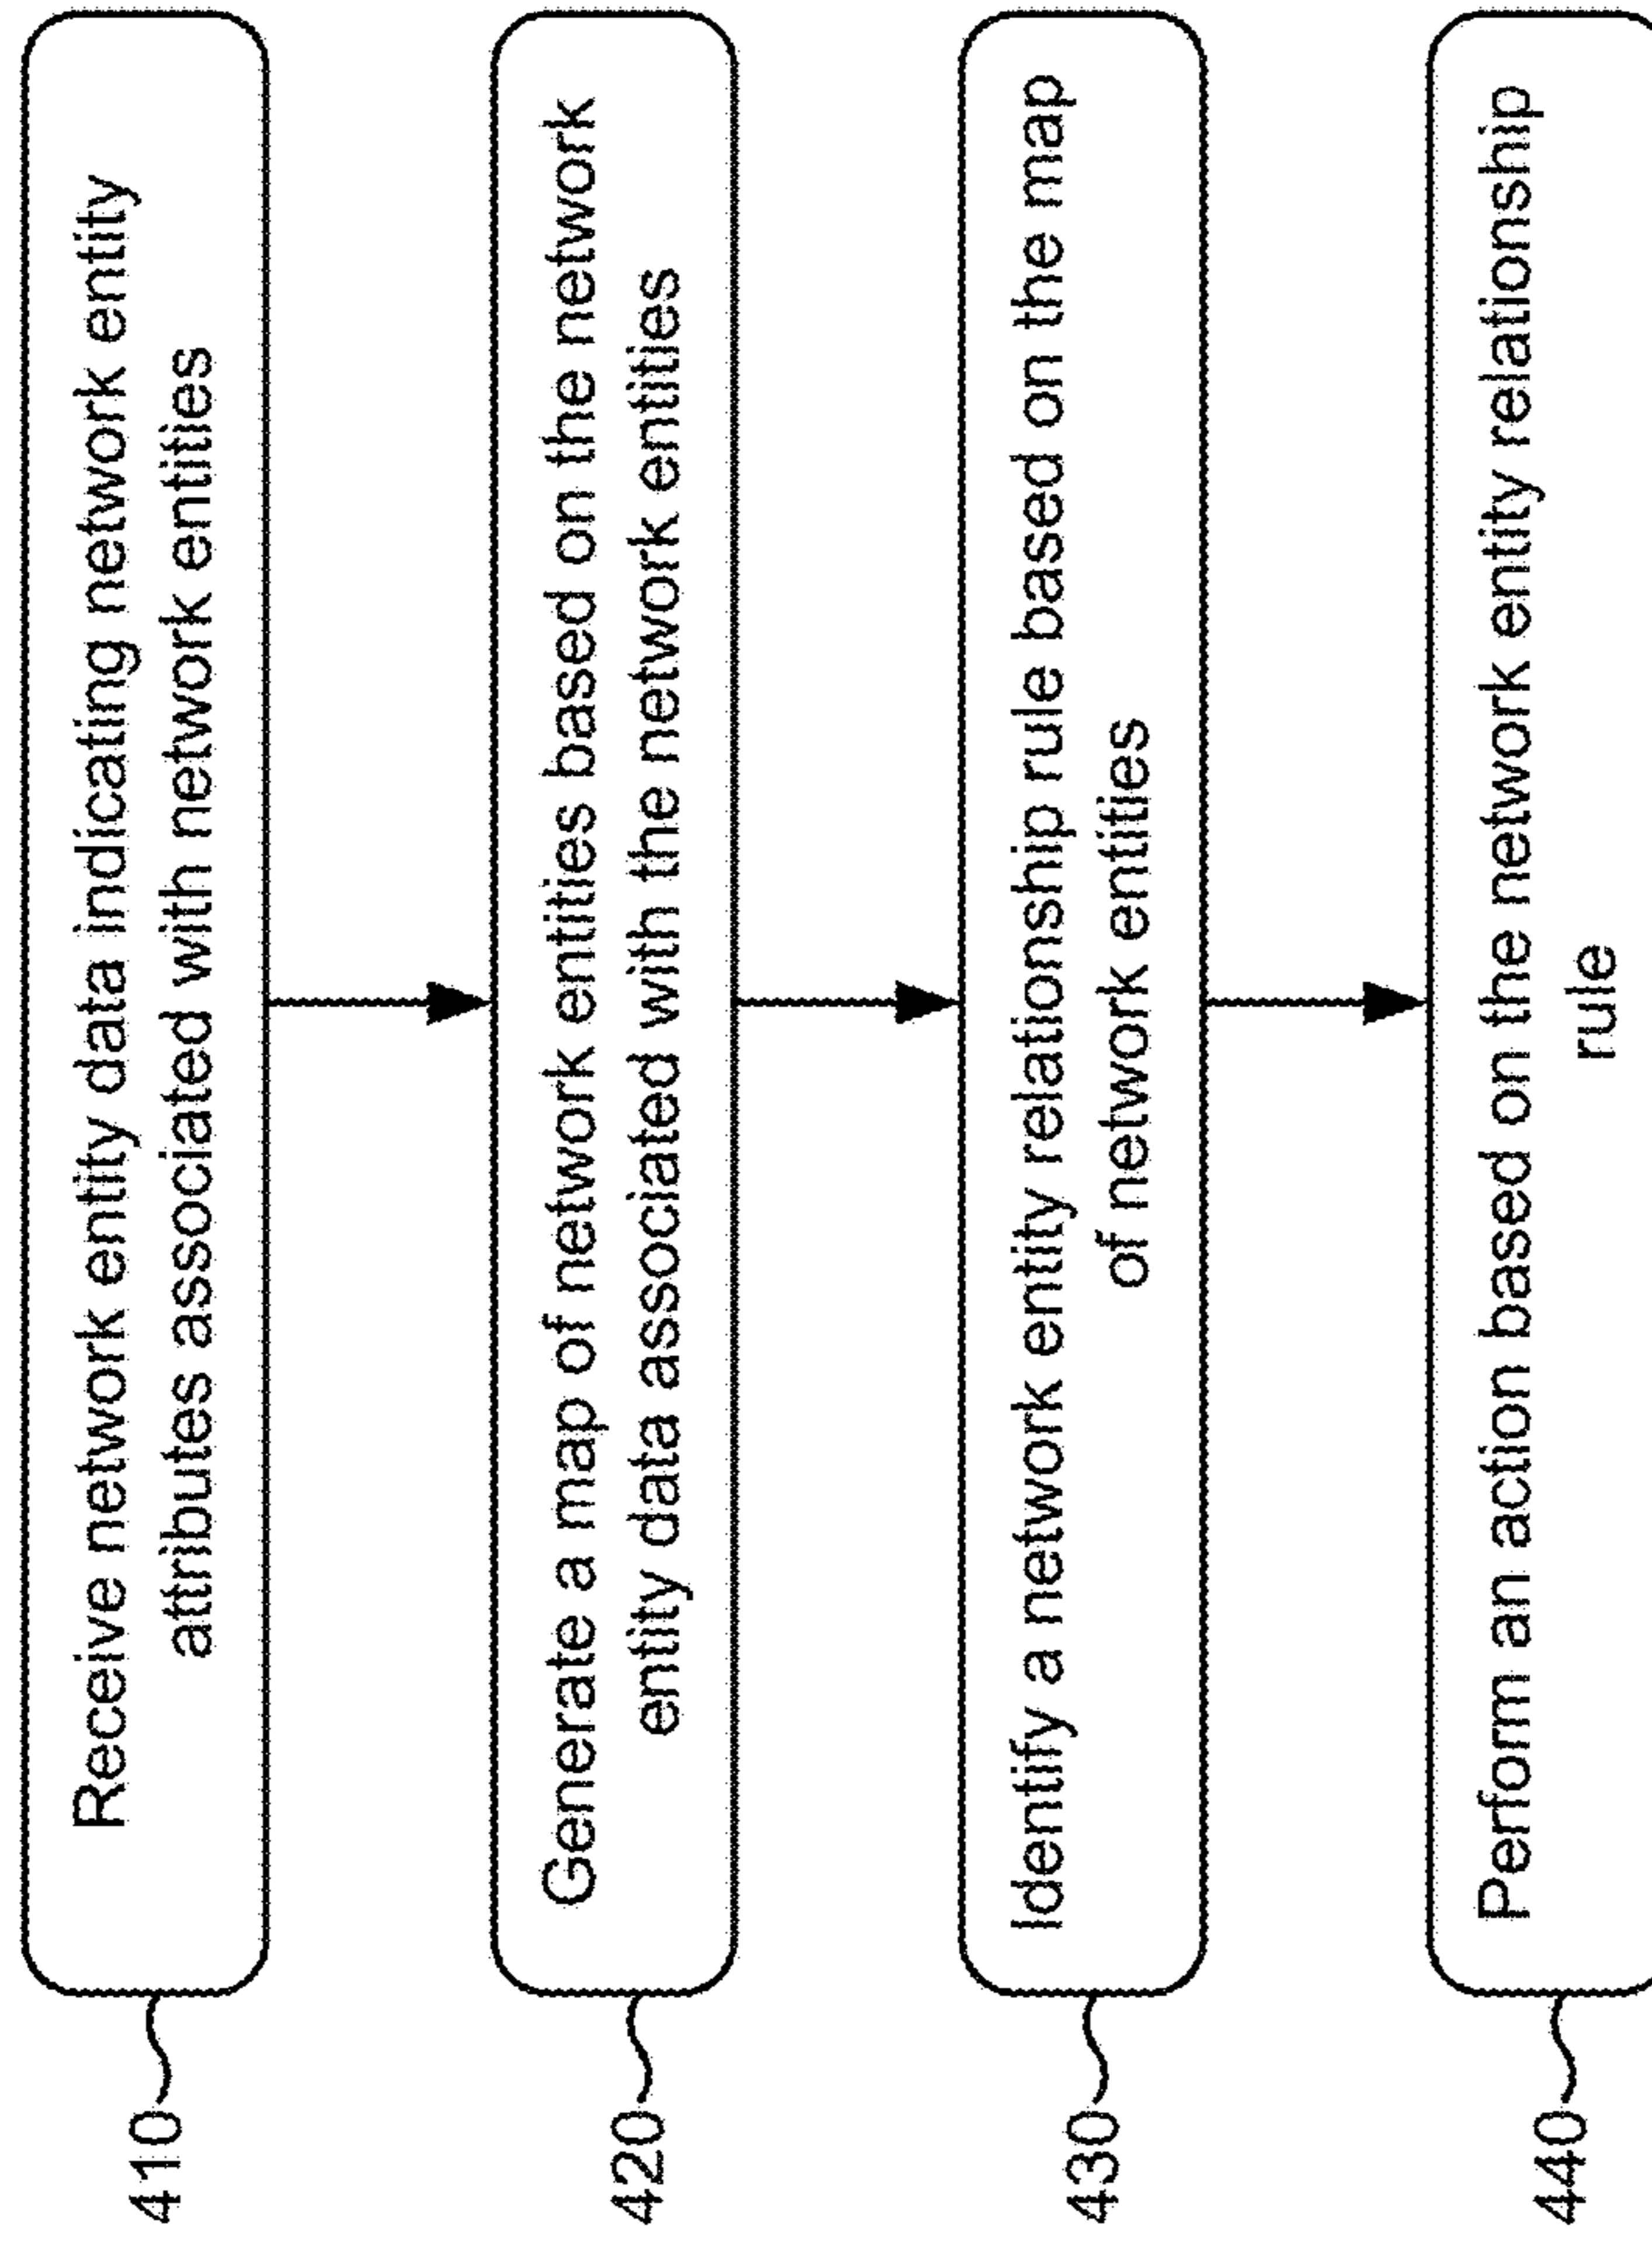 410
Receive network entity data indicating network entity
attributes associated with network entities
420
Generate a map of network entities based on the network
entity data associated with the network entities
430
Identify a network entity relationship rule based on the map
of network entities
440
Perform an action based on the network entity relationship
rule